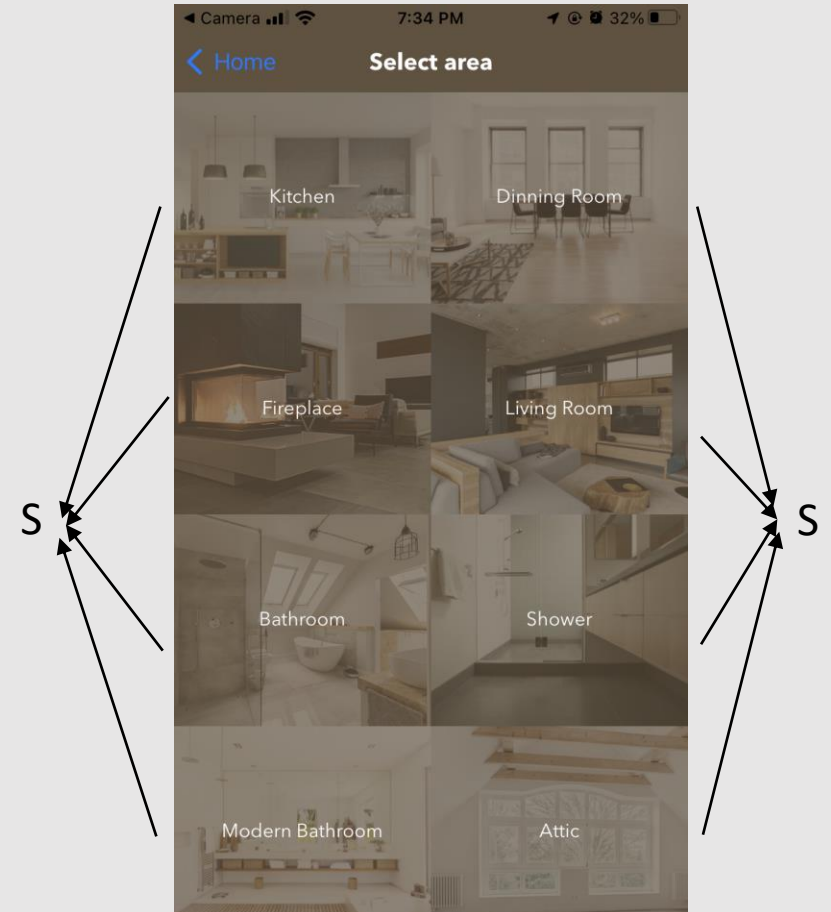 Camera 7:34 PM 32%
Home Select area
Kitchen Dinning Room
Fireplace Living Room
S S
Bathroom Shower
Modern Bathroom Attic